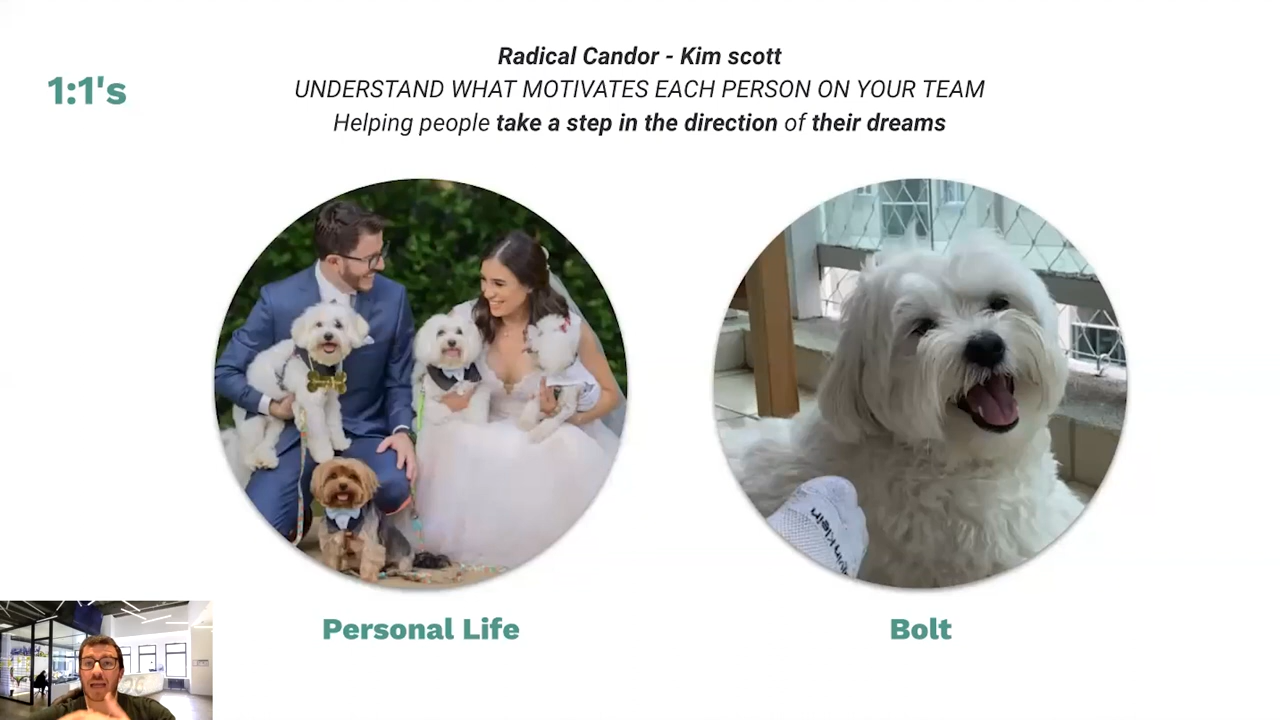 1:1's
Radical Candor - Kim scott
UNDERSTAND WHAT MOTIVATES EACH PERSON ON YOUR TEAM
Helping people take a step in the direction of their dreams
Personal Life
Bolt